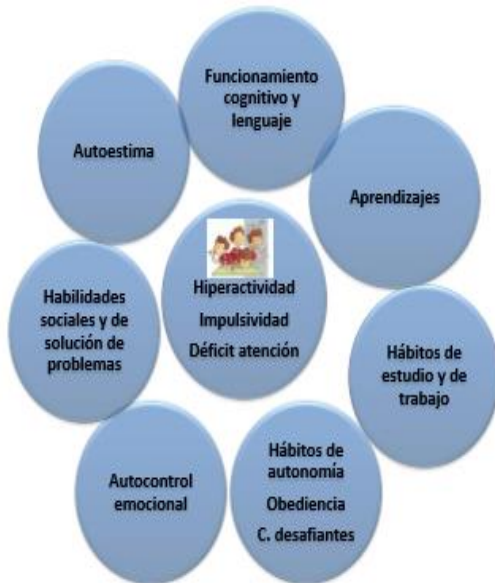 Funcionamiento
cognitivo y
lenguaje
Autoestima
Aprendizajes
Hiperactividad
Impulsividad
Déficit atención
Habilidades
sociales y de
solución de
problemas
Hábitos de
estudio y de
trabajo
Autocontrol
emocional
Hábitos de
autonomía
Obediencia
C. desafiantes